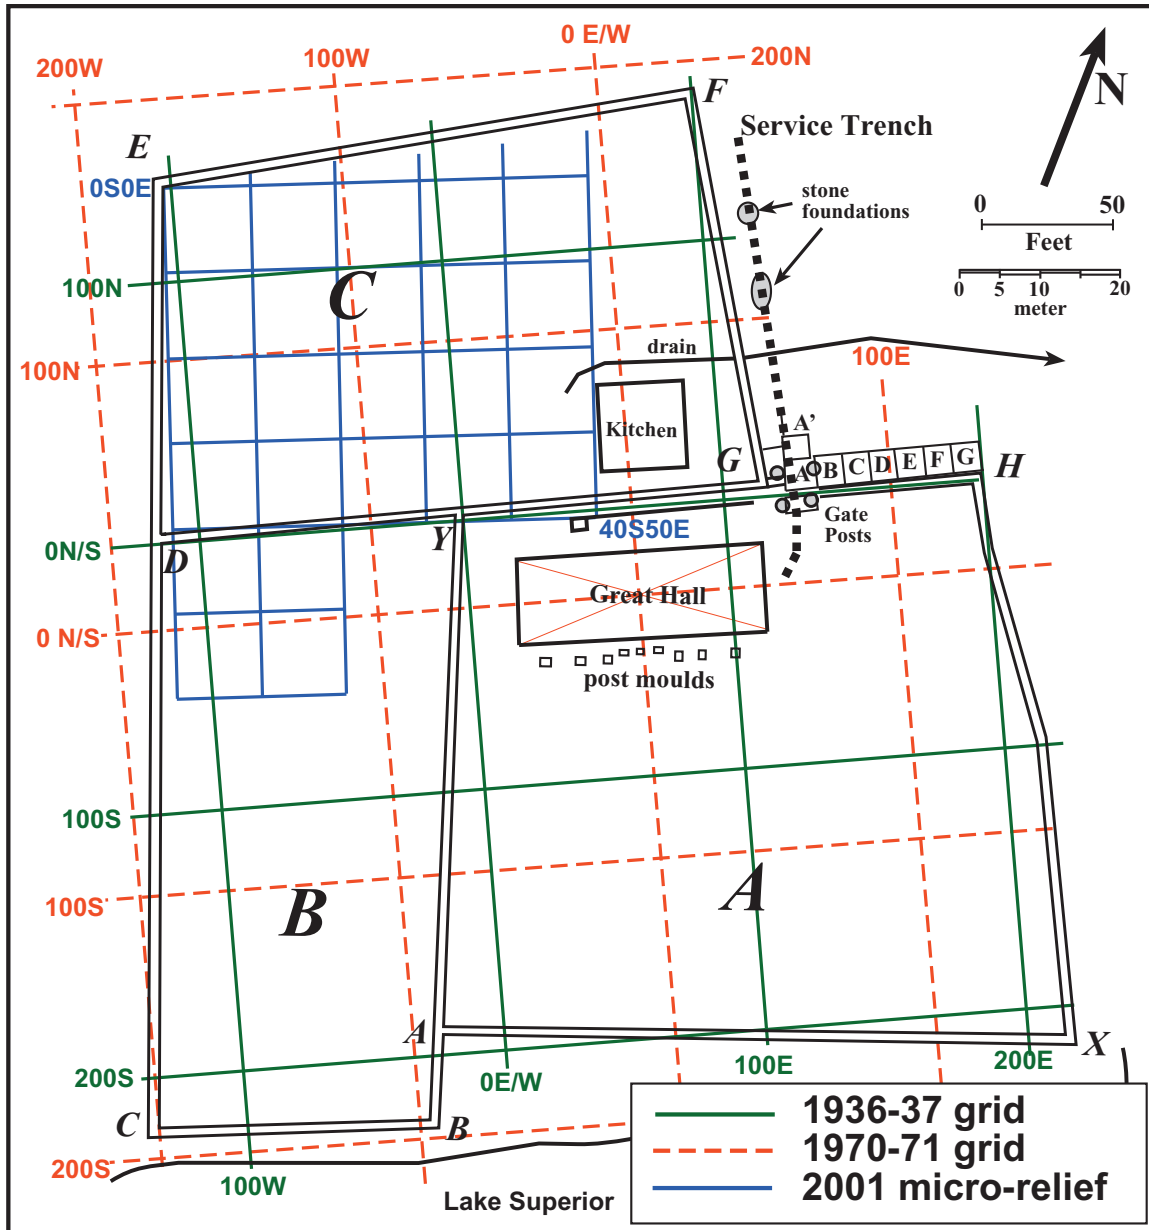 0 E/W
200W
100W
200N
F
N
E
Service Trench
0S0E
stone
foundations
0
50
Feet
100N
C
0
5
10
20
meter
100N
drain
100E
Kitchen
A'
G
A
B
C
D
E
F
G
H
0N/S
D
Y
40S50E
Gate
Posts
0 N/S
Great Hall
post moulds
100S
100S
B
A
A
200S
0E/W
100E
200E
X
C
B
200S
100W
Lake Superior
1936-37 grid
1970-71 grid
2001 micro-relief